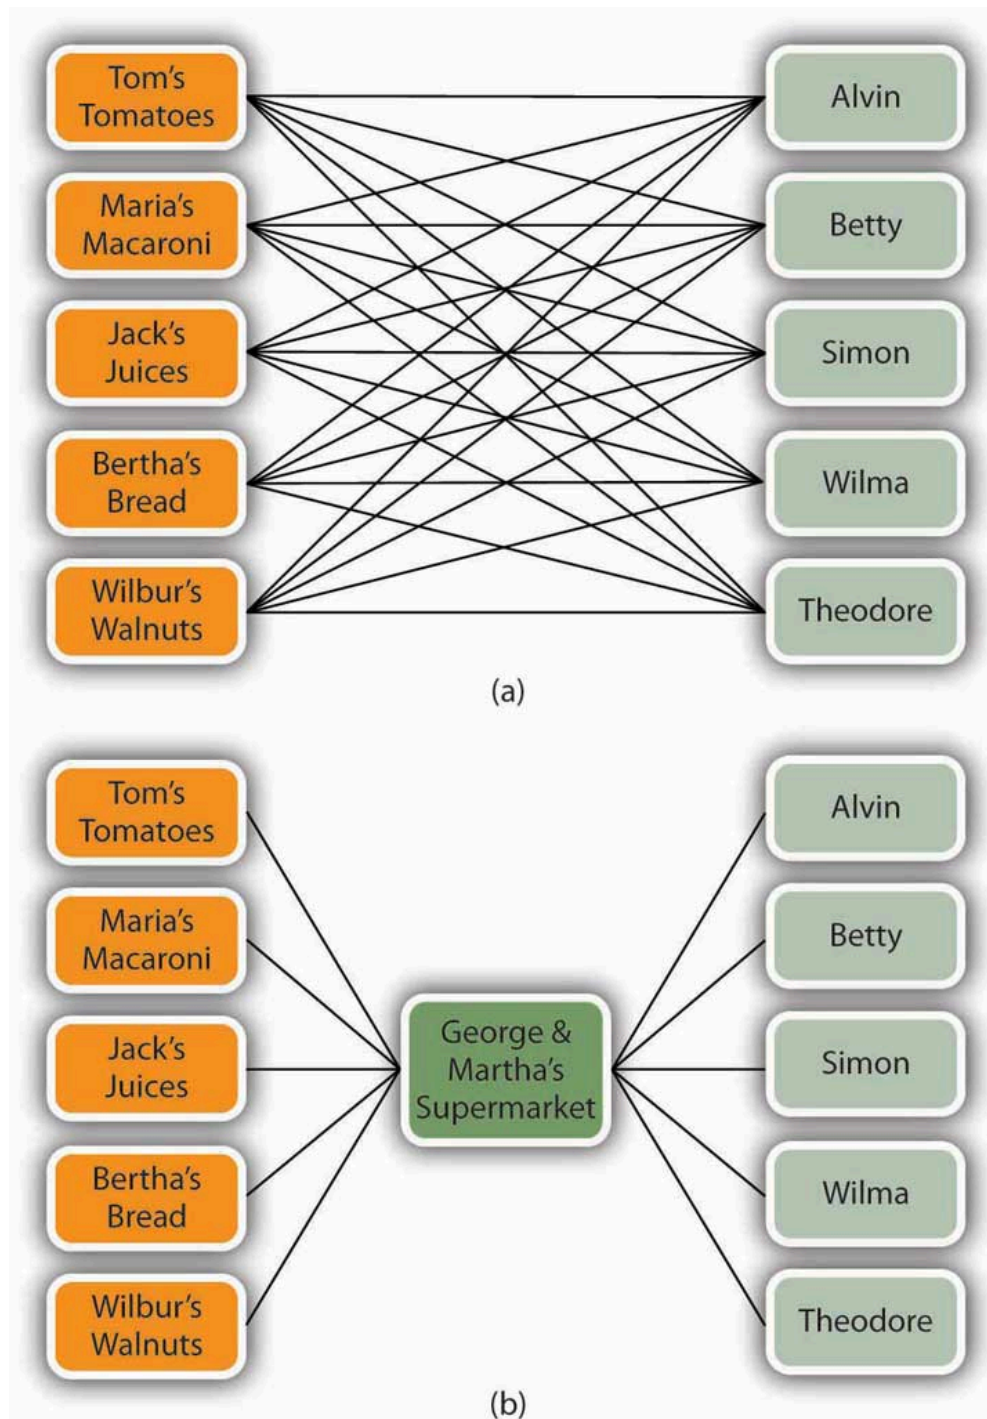 Tom's
Tomatoes
Alvin
Maria's
Macaroni
Betty
Jack's
Juices
Simon
Bertha's
Bread
Wilma
Wilbur's
Walnuts
Theodore
(a)
Tom's
Tomatoes
Alvin
Maria's
Macaroni
Betty
George &
Martha's
Supermarket
Jack's
Juices
Simon
Bertha's
Bread
Wilma
Wilbur's
Walnuts
Theodore
(b)